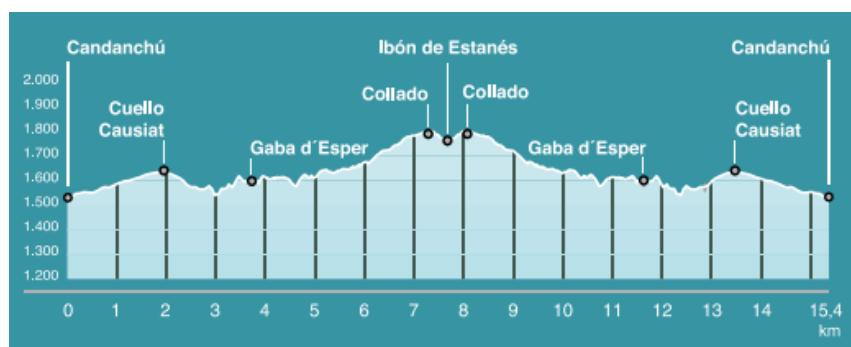 Candanchú
Ibón de Estanés
Candanchú
Collado
Collado
Cuello
Causiat
Cuello
Causiat
Gaba d´Esper
Gaba d´Esper
2.000
1.900
1.800
1.700
1.600
1.500
1.400
1.300
1.200
0 1 2 3 4 5 6 7 8 9 10 11 12 13 14 15,4
km